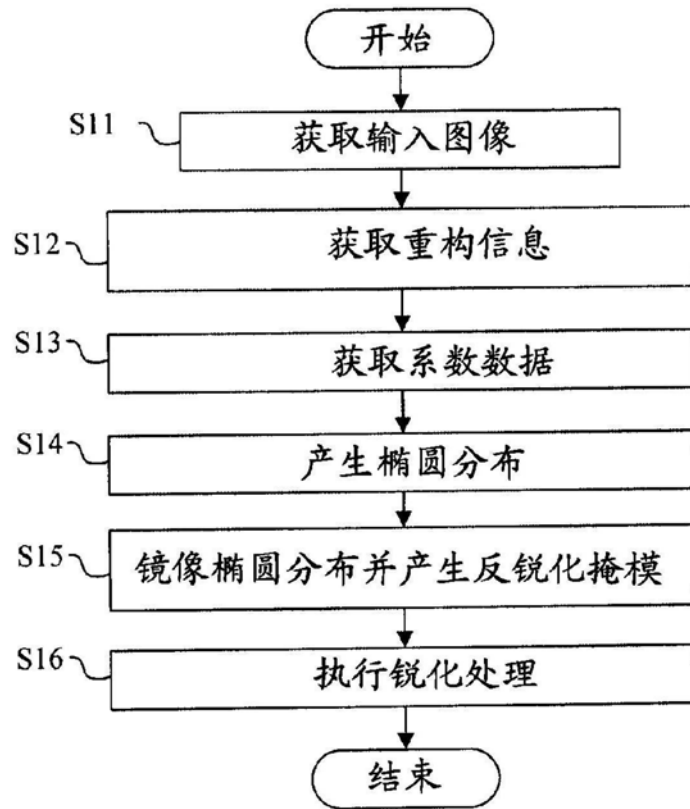 开始
S11
获取输入图像
S12
获取重构信息
S13
获取系数数据
S14
产生椭圆分布
S15
镜像椭圆分布并产生反锐化掩模
S16
执行锐化处理
结束